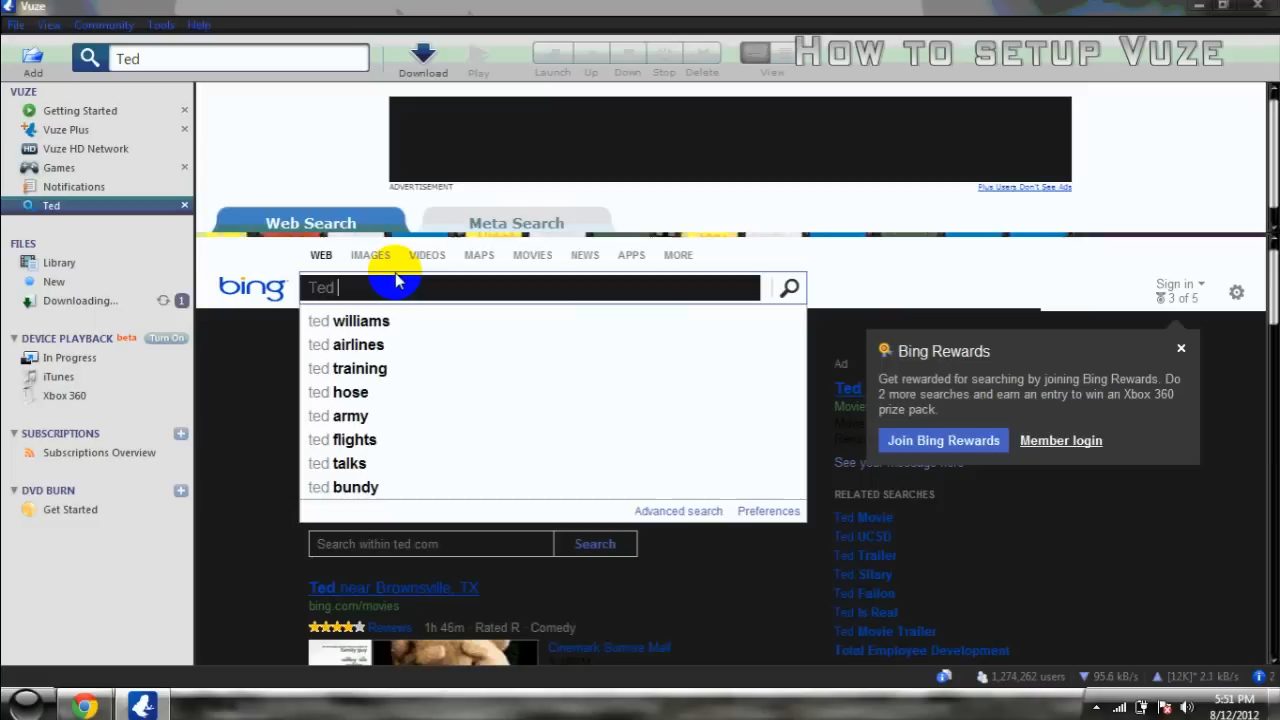 Vuze
File View Community Tools Help
Ted
Add
Download Play Launch Up Down Stop Delete View
How to setup Vuze
VUZE
Getting Started
Vuze Plus
Vuze HD Network
Games
Notifications
Ted
FILES
Library
New
Downloading... 1
DEVICE PLAYBACK beta Turn On
In Progress
iTunes
Xbox 360
SUBSCRIPTIONS
Subscriptions Overview
DVD BURN
Get Started
ADVERTISEMENT
Plus Users Don't See Ads
Web Search Meta Search
WEB IMAGES VIDEOS MAPS MOVIES NEWS APPS MORE
bing
Ted
Sign in
3 of 5
ted williams
ted airlines
ted training
ted hose
ted army
ted flights
ted talks
ted bundy
Advanced search Preferences
Search within ted.com Search
Ted near Brownsville, TX
bing.com/movies
Reviews 1h 46m · Rated R · Comedy
Cinemark Sunrise Mall
Bing Rewards
Get rewarded for searching by joining Bing Rewards. Do
2 more searches and earn an entry to win an Xbox 360
prize pack.
Join Bing Rewards Member login
Ad
Ted
See your message here
RELATED SEARCHES
Ted Movie
Ted UCSD
Ted Trailer
Ted Sllary
Ted Fallon
Ted Is Real
Ted Movie Trailer
Total Employee Development
1,274,262 users 95.6 kB/s [12K]* 2.1 kB/s 2
5:51 PM
8/12/2012